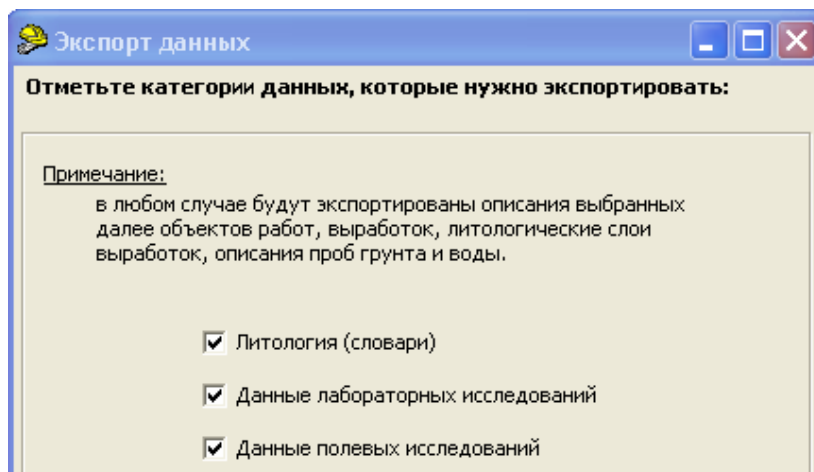 Экспорт данных
Отметьте категории данных, которые нужно экспортировать:
Примечание:
в любом случае будут экспортированы описания выбранных
далее объектов работ, выработок, литологические слои
выработок, описания проб грунта и воды.
Литология (словари)
Данные лабораторных исследований
Данные полевых исследований